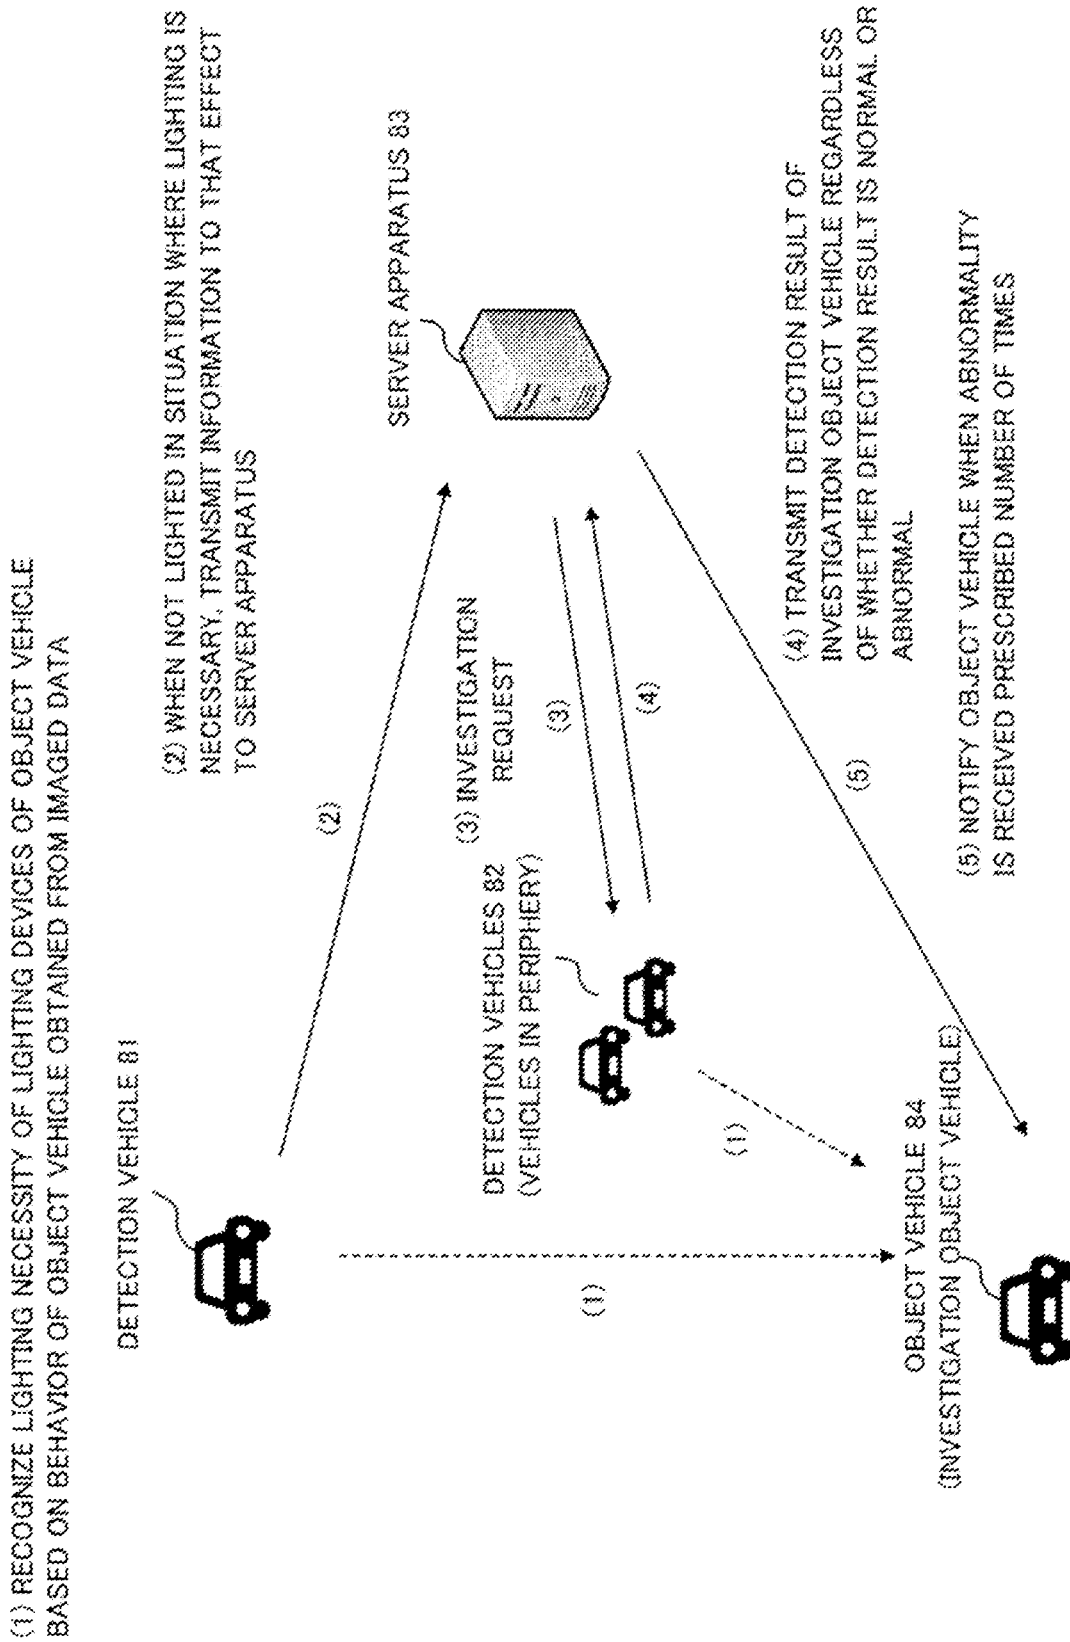 (1) RECOGNIZE LIGHTING NECESSITY OF LIGHTING DEVICES OF OBJECT VEHICLE
BASED ON BEHAVIOR OF OBJECT VEHICLE OBTAINED FROM IMAGED DATA
DETECTION VEHICLE 81
(2) WHEN NOT LIGHTED IN SITUATION WHERE LIGHTING IS
NECESSARY, TRANSMIT INFORMATION TO THAT EFFECT
TO SERVER APPARATUS
(2)
SERVER APPARATUS 83
(3) INVESTIGATION
REQUEST
DETECTION VEHICLES 82
(VEHICLES IN PERIPHERY)
(3)
(4)
(1)
(1)
(4) TRANSMIT DETECTION RESULT OF
INVESTIGATION OBJECT VEHICLE REGARDLESS
OF WHETHER DETECTION RESULT IS NORMAL OR
ABNORMAL
(5)
OBJECT VEHICLE 84
(INVESTIGATION OBJECT VEHICLE)
(5) NOTIFY OBJECT VEHICLE WHEN ABNORMALITY
IS RECEIVED PRESCRIBED NUMBER OF TIMES